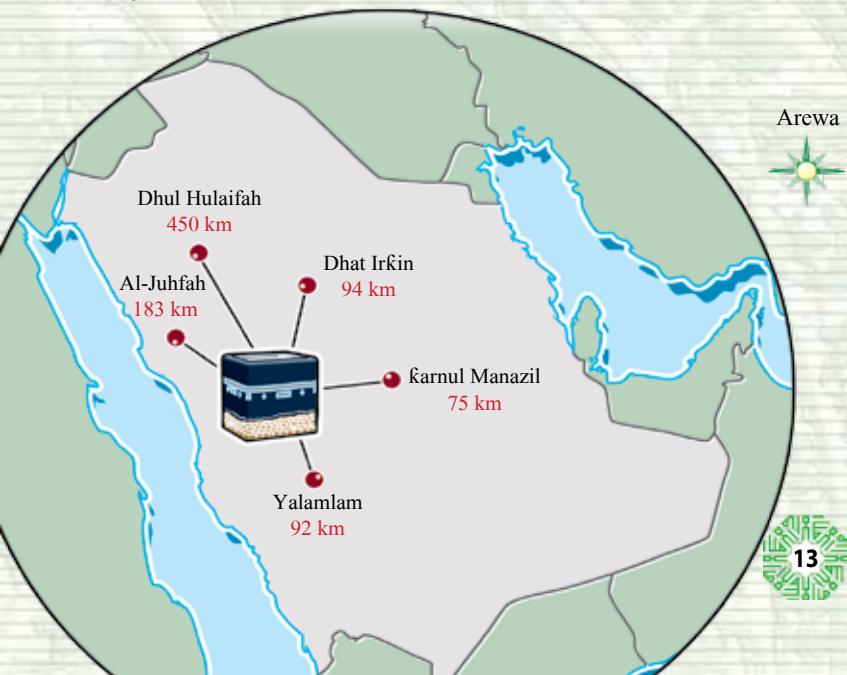 Arewa
Dhul Hulaifah
450 km
Dhat Irƙin
94 km
Al-Juhfah
183 km
ƙarnul Manazil
75 km
Yalamlam
92 km
13